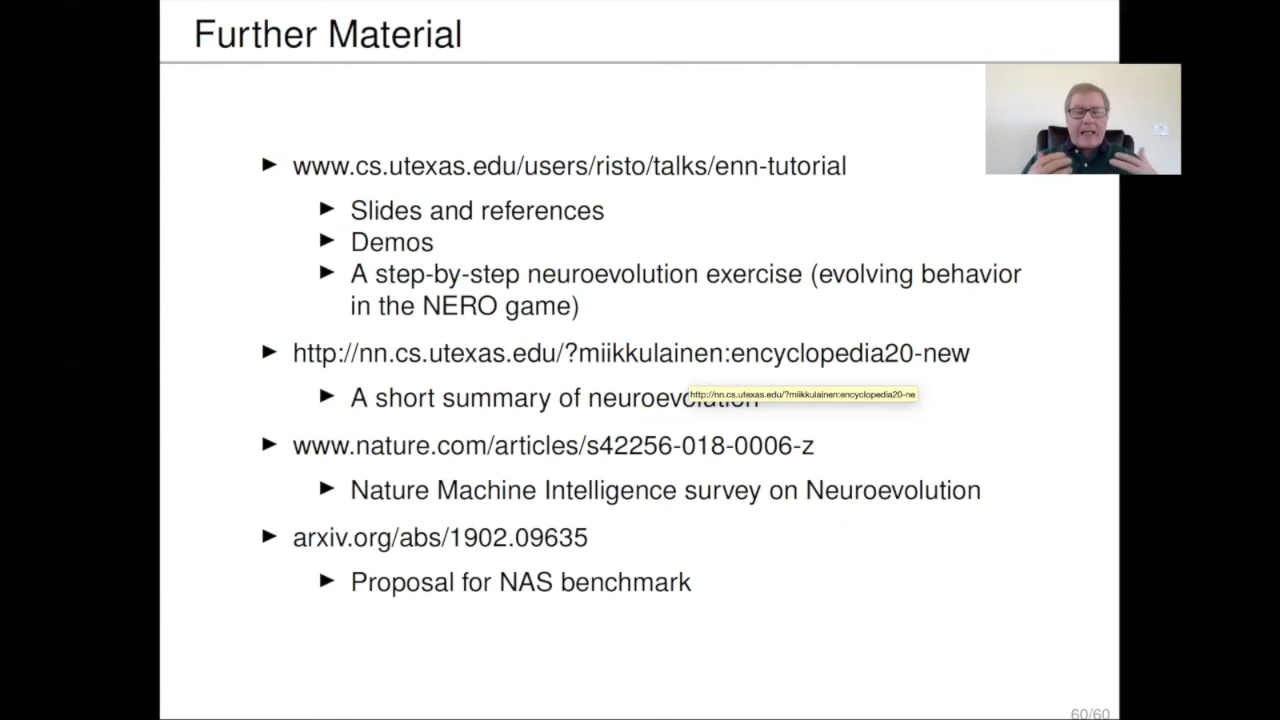 Further Material
► www.cs.utexas.edu/users/risto/talks/enn-tutorial
► Slides and references
► Demos
► A step-by-step neuroevolution exercise (evolving behavior
in the NERO game)
► http://nn.cs.utexas.edu/?miikkulainen:encyclopedia20-new
► A short summary of neuroevolution
http://nn.cs.utexas.edu/?miikkulainen:encyclopedia20-ne
► www.nature.com/articles/s42256-018-0006-z
► Nature Machine Intelligence survey on Neuroevolution
► arxiv.org/abs/1902.09635
► Proposal for NAS benchmark
60/60